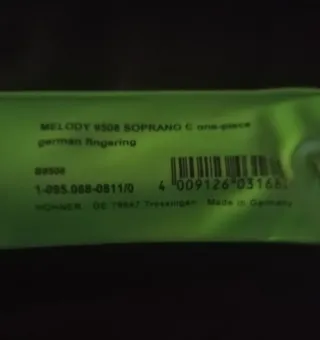 MELODY 9508 SOPRANO C one-piece
german fingering
B9508
1-085.088-0811/0
4 009126 03168
HOHNER, DE 78647 Trossingen Made in Germany